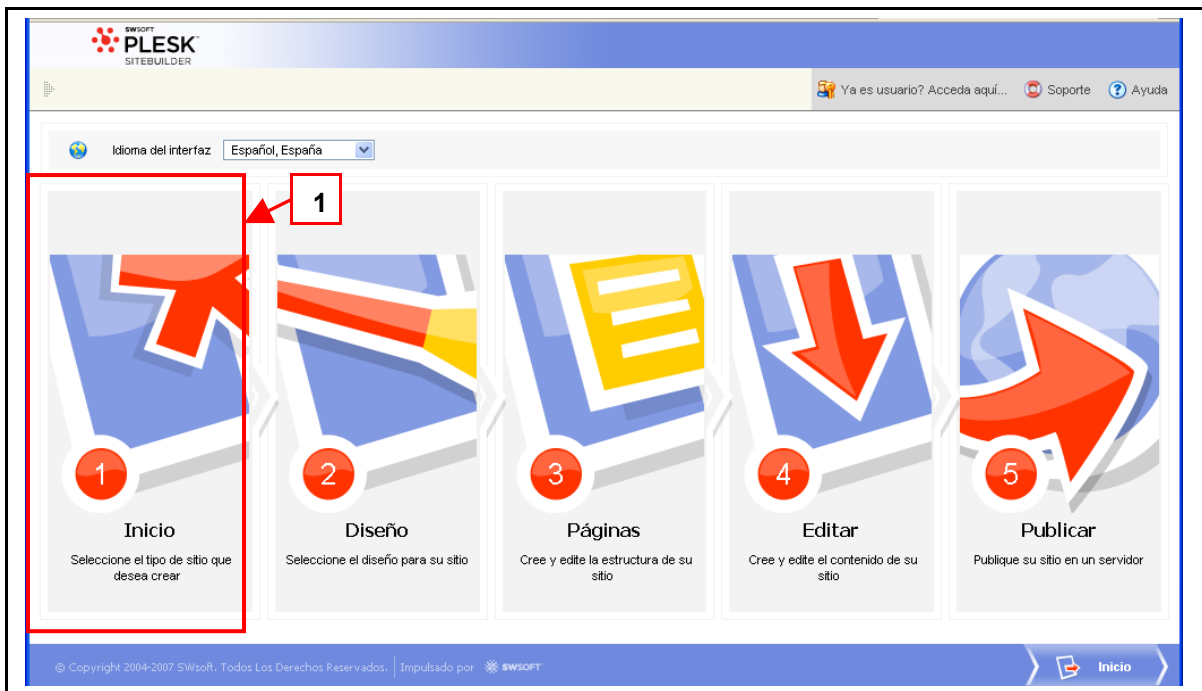 SWSOFT
PLESK™
SITEBUILDER
Ya es usuario? Acceda aquí... Soporte Ayuda
Idioma del interfaz Español, España
1
1
Inicio
Seleccione el tipo de sitio que
desea crear
2
Diseño
Seleccione el diseño para su sitio
3
Páginas
Cree y edite la estructura de su
sitio
4
Editar
Cree y edite el contenido de su
sitio
5
Publicar
Publique su sitio en un servidor
© Copyright 2004-2007 SWsoft. Todos Los Derechos Reservados. | Impulsado por SWSOFT™
Inicio